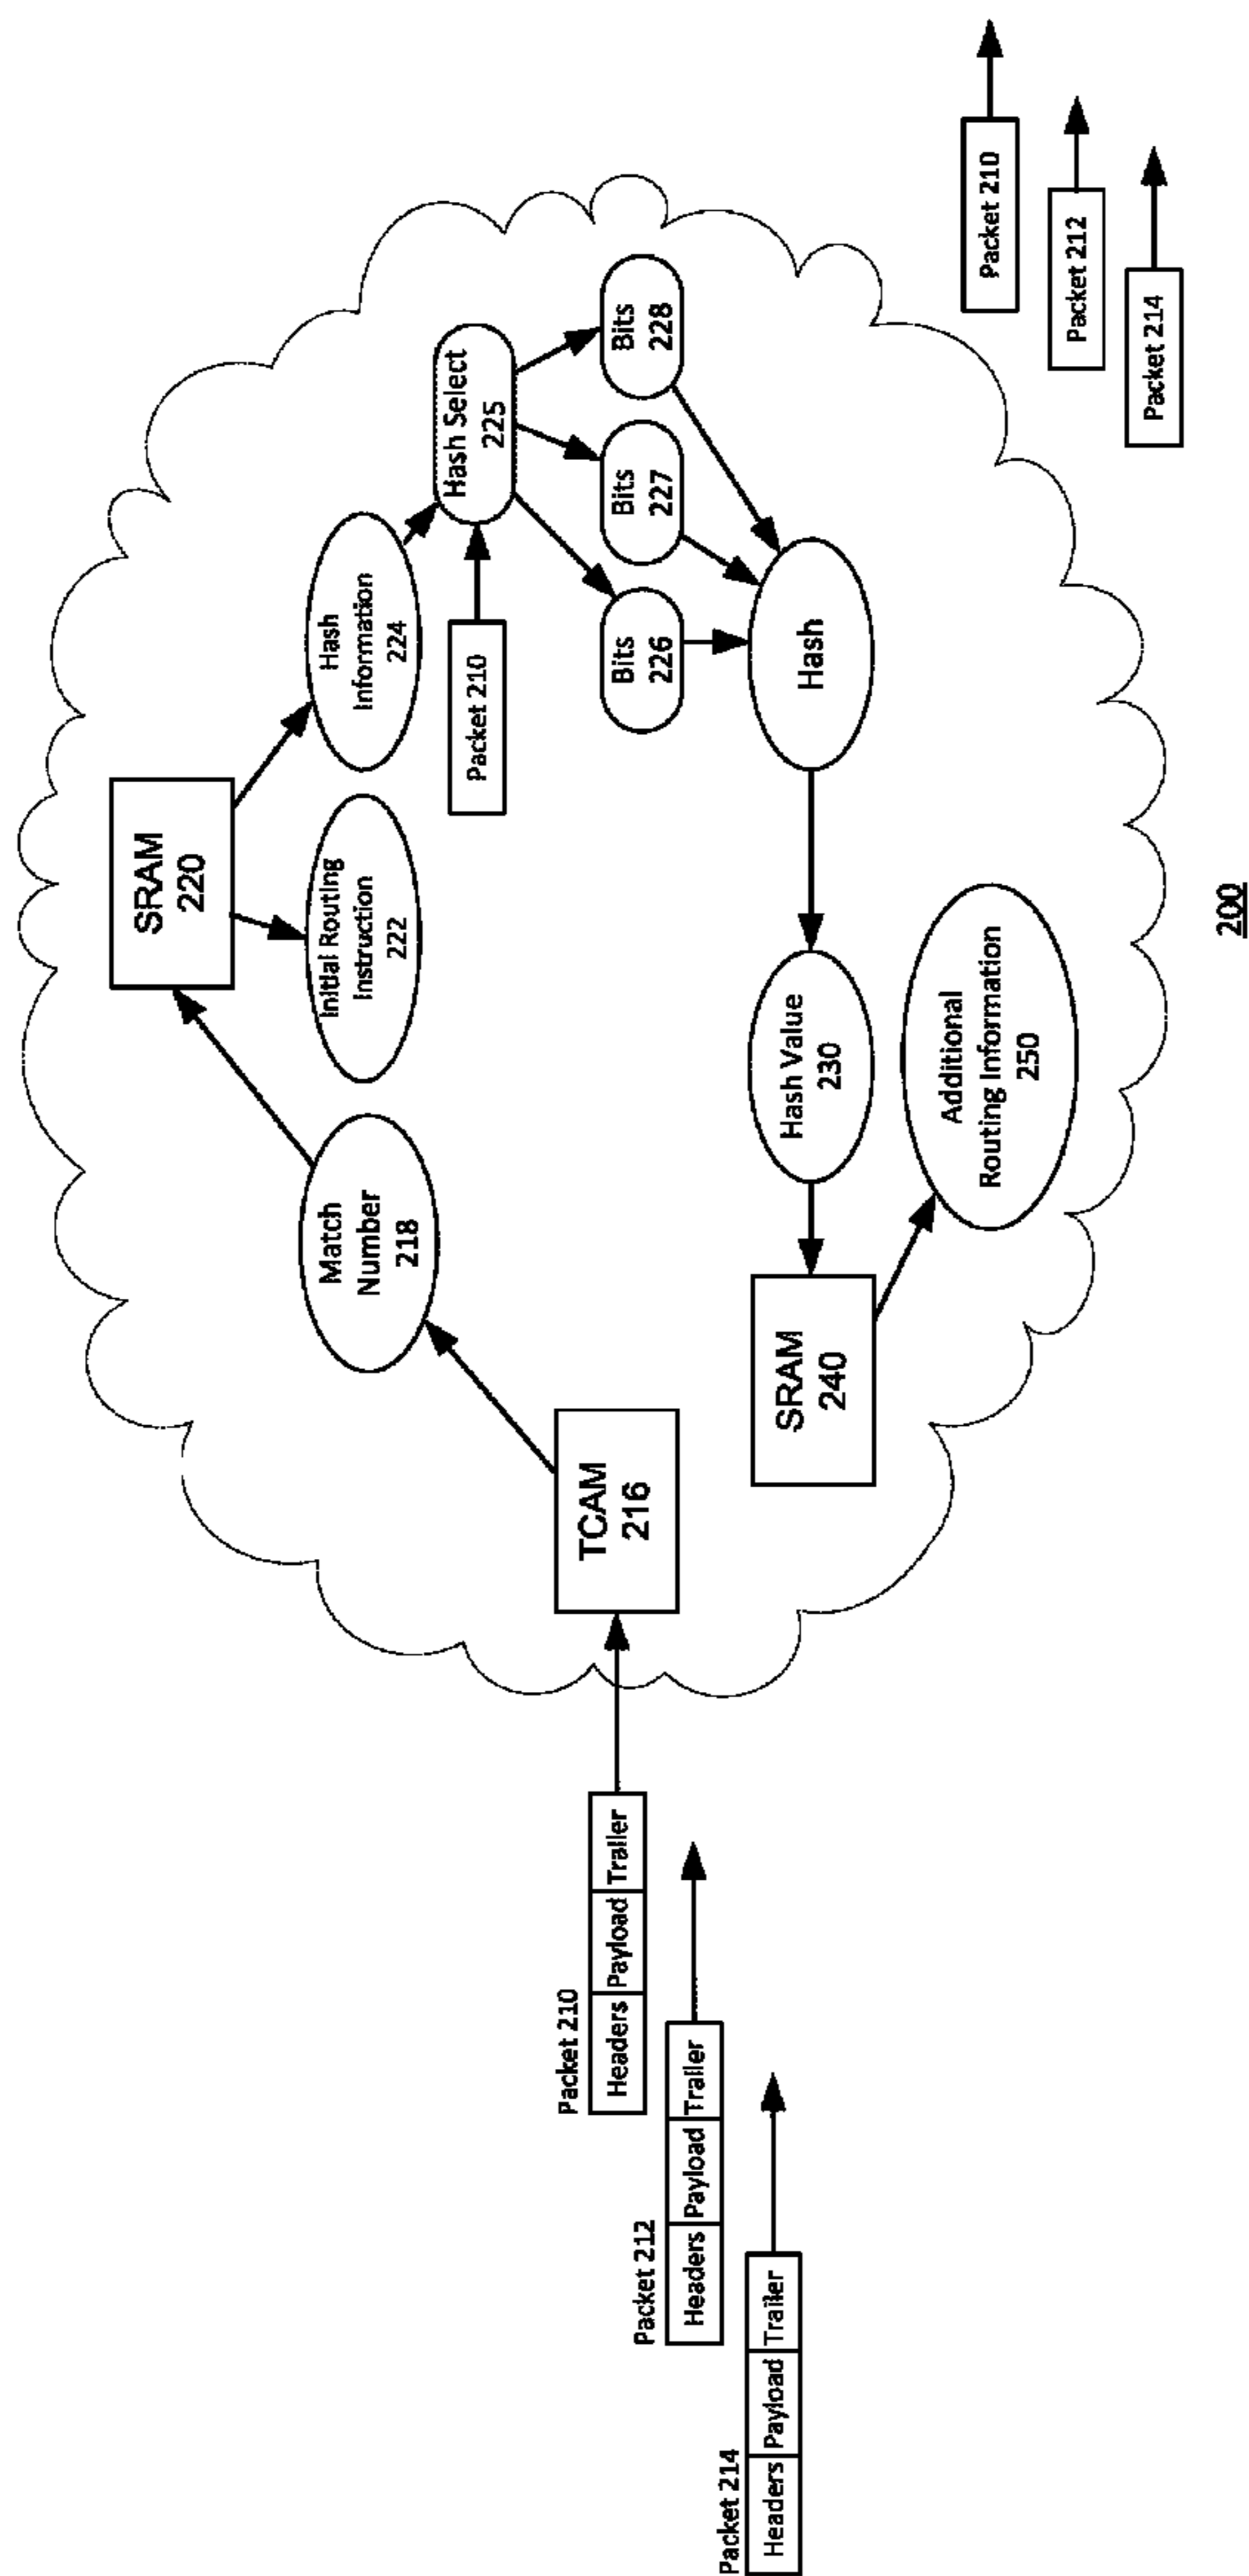 SRAM
220
Match
Number
218
Initial Routing
Instruction
222
Hash
Information
224
Hash Select
225
Packet 210
TCAM
216
Bits
226
Bits
227
Bits
228
Packet 210
Headers
Payload
Trailer
Packet 212
Headers
Payload
Trailer
Packet 214
Headers
Payload
Trailer
SRAM
240
Hash Value
230
Hash
Additional
Routing Information
250
Packet 210
Packet 212
Packet 214
200